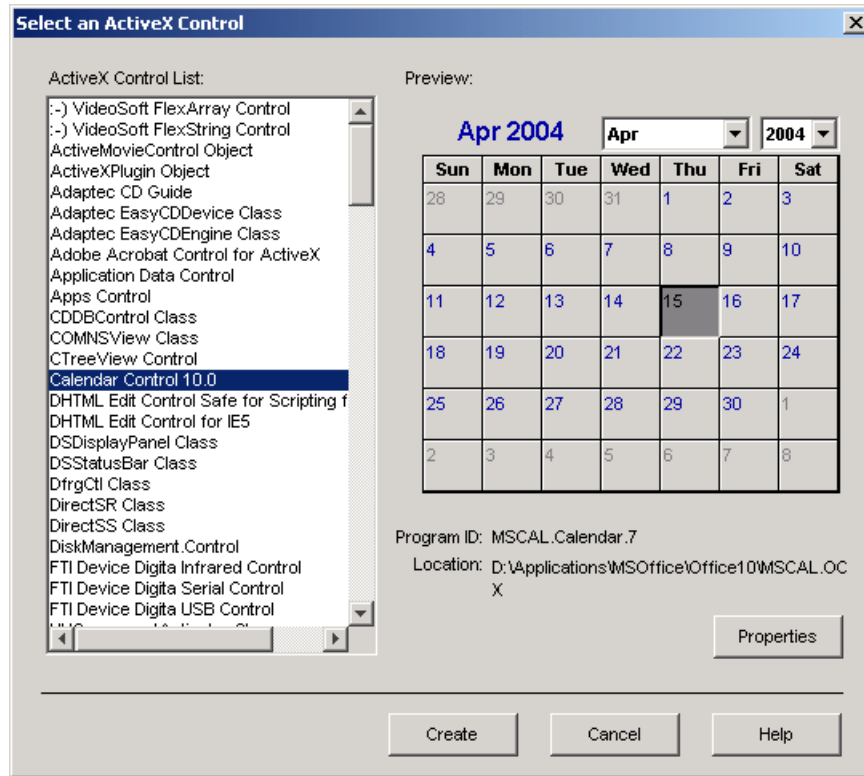 Select an ActiveX Control
ActiveX Control List:
:-) VideoSoft FlexArray Control
:-) VideoSoft FlexString Control
ActiveMovieControl Object
ActiveXPlugin Object
Adaptec CD Guide
Adaptec EasyCDDevice Class
Adaptec EasyCDEngine Class
Adobe Acrobat Control for ActiveX
Application Data Control
Apps Control
CDDBControl Class
COMNSView Class
CTreeView Control
Calendar Control 10.0
DHTML Edit Control Safe for Scripting f
DHTML Edit Control for IE5
DSDisplayPanel Class
DSStatusBar Class
DfrgCtl Class
DirectSR Class
DirectSS Class
DiskManagement.Control
FTI Device Digita Infrared Control
FTI Device Digita Serial Control
FTI Device Digita USB Control
Preview:
Apr 2004 Apr 2004
Sun Mon Tue Wed Thu Fri Sat
28 29 30 31 1 2 3
4 5 6 7 8 9 10
11 12 13 14 15 16 17
18 19 20 21 22 23 24
25 26 27 28 29 30 1
2 3 4 5 6 7 8
Program ID: MSCAL.Calendar.7
Location: D:\Applications\MSOffice\Office10\MSCAL.OC
X
Properties
Create Cancel Help